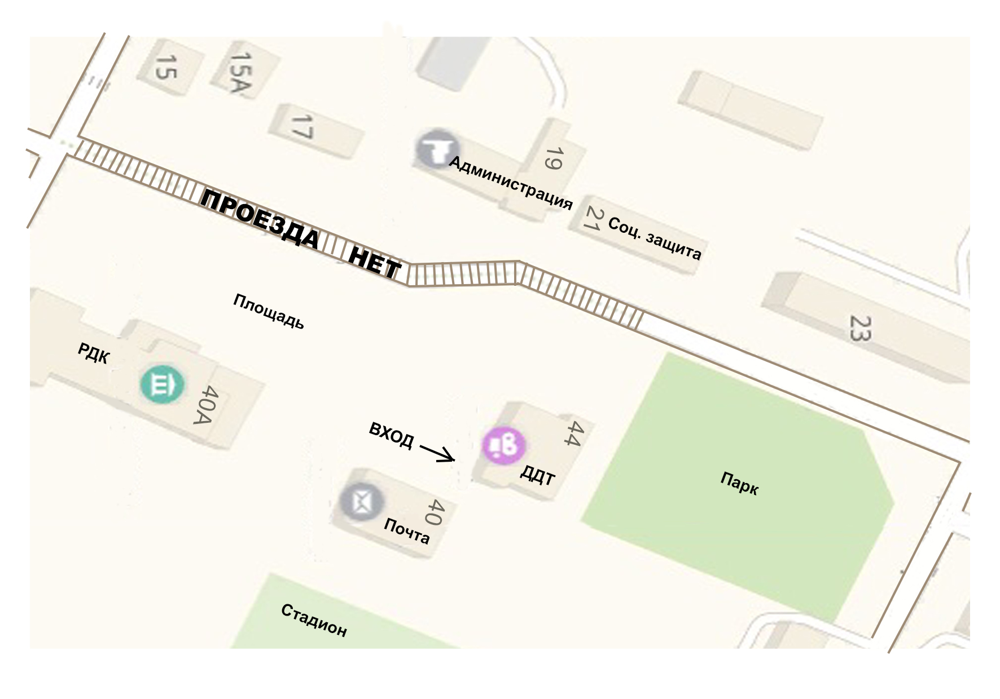 15
15А
17
19
Администрация
21
Соц. защита
ПРОЕЗДА НЕТ
23
Площадь
РДК
40А
ВХОД
44
ДДТ
40
Почта
Парк
Стадион